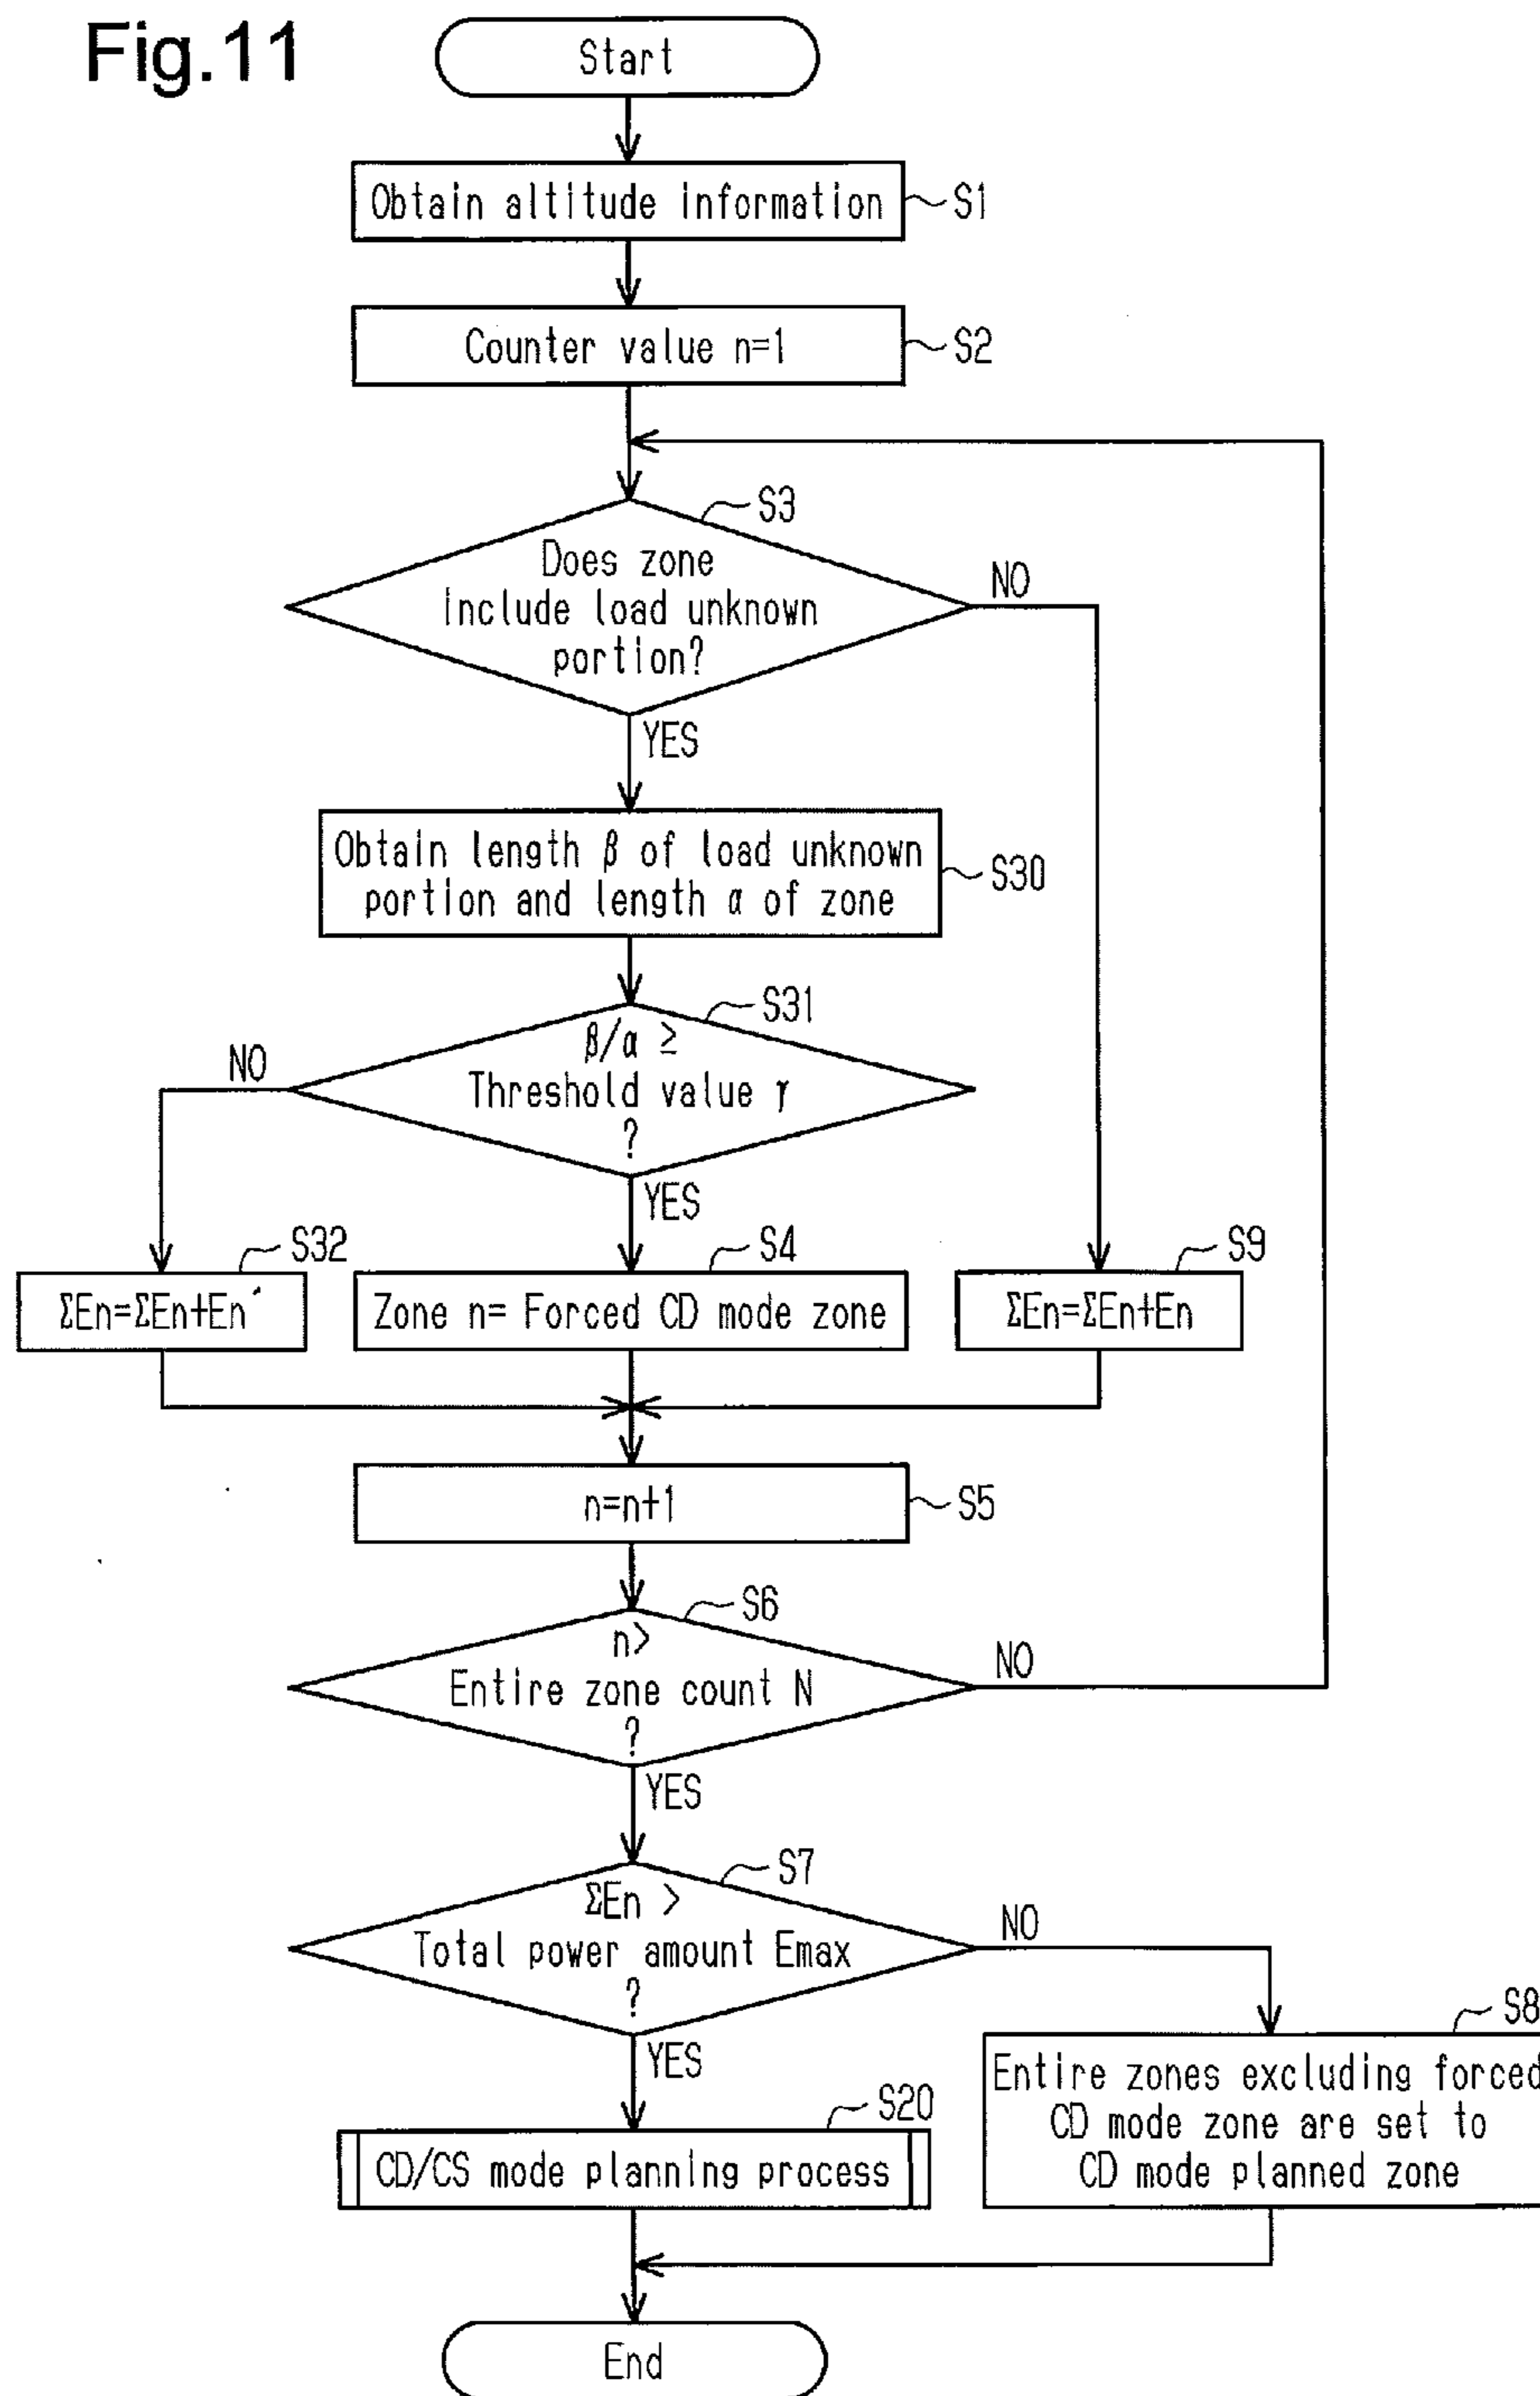 Fig.11
Start
Obtain altitude information
S1
Counter value n=1
S2
S3
Does zone
include load unknown
portion?
NO
YES
Obtain length β of load unknown
portion and length α of zone
S30
S31
β/α ≥
Threshold value γ
?
NO
YES
S32
ΣEn=ΣEn+En´
S4
Zone n= Forced CD mode zone
S9
ΣEn=ΣEn+En
n=n+1
S5
S6
n>
Entire zone count N
?
NO
YES
S7
ΣEn >
Total power amount Emax
?
NO
YES
S8
Entire zones excluding forced
CD mode zone are set to
CD mode planned zone
S20
CD/CS mode planning process
End